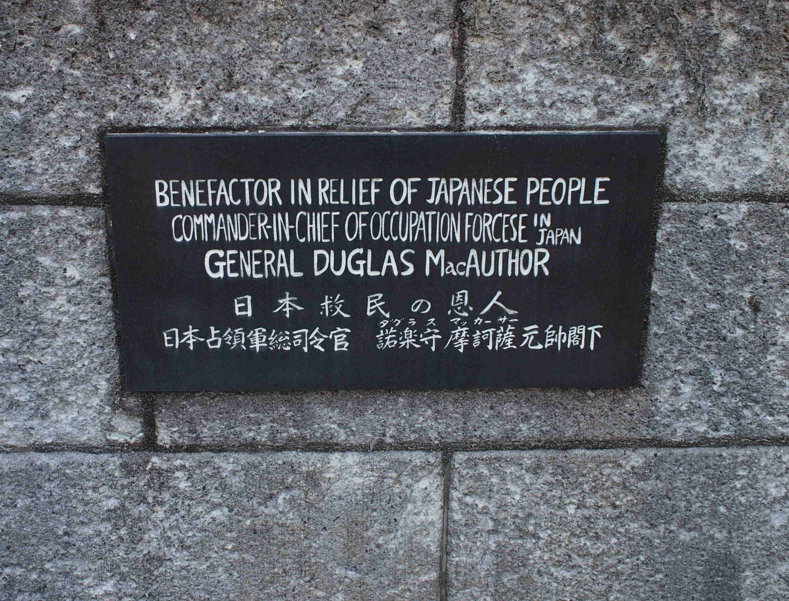 BENEFACTOR IN RELIEF OF JAPANESE PEOPLE
COMMANDER-IN-CHIEF OF OCCUPATION FORCESE IN JAPAN
GENERAL DUGLAS MacAUTHOR
日本救民の恩人
ダグラス マッカーサー
日本占領軍総司令官 諾楽守摩訶薩元帥閣下